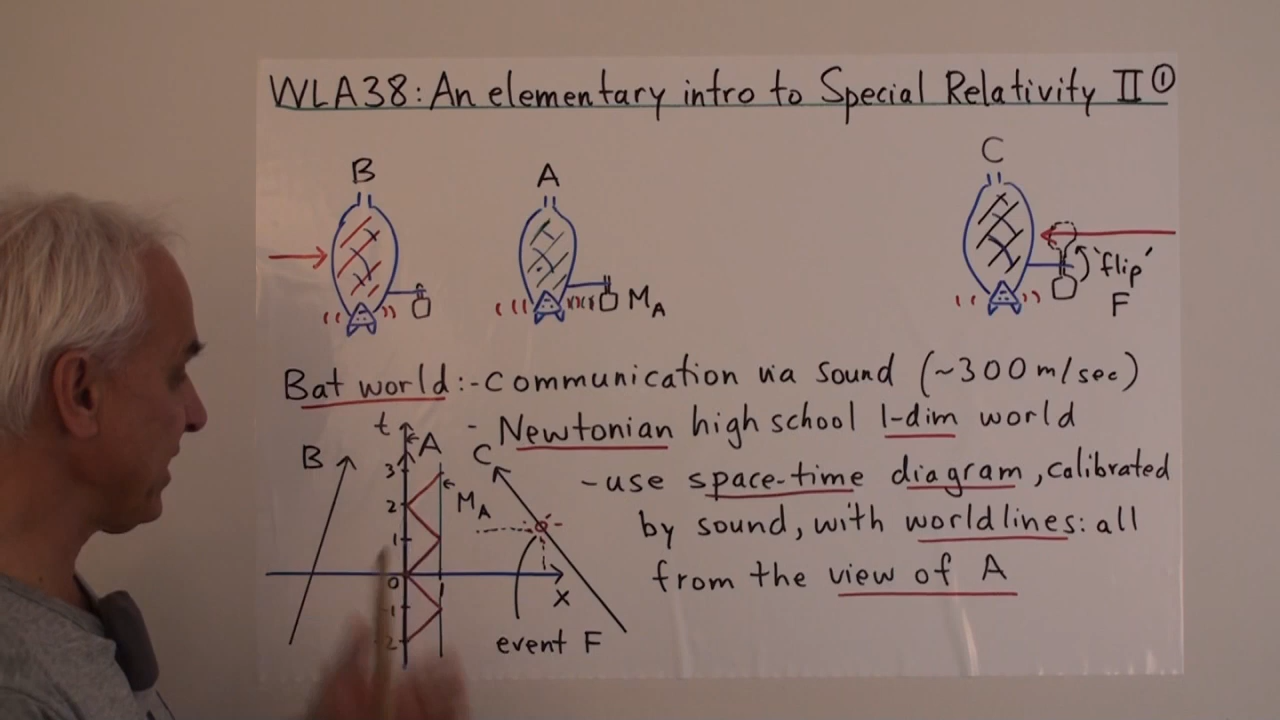 WLA38: An elementary intro to Special Relativity II ①
B A C
M_A
'flip'
F
Bat world:- Communication via sound (~300 m/sec)
- Newtonian high school 1-dim world
- use space-time diagram, calibrated
by sound, with worldlines: all
from the view of A
t
B A C
3
M_A
2
1
0
x
-1
-2
event F